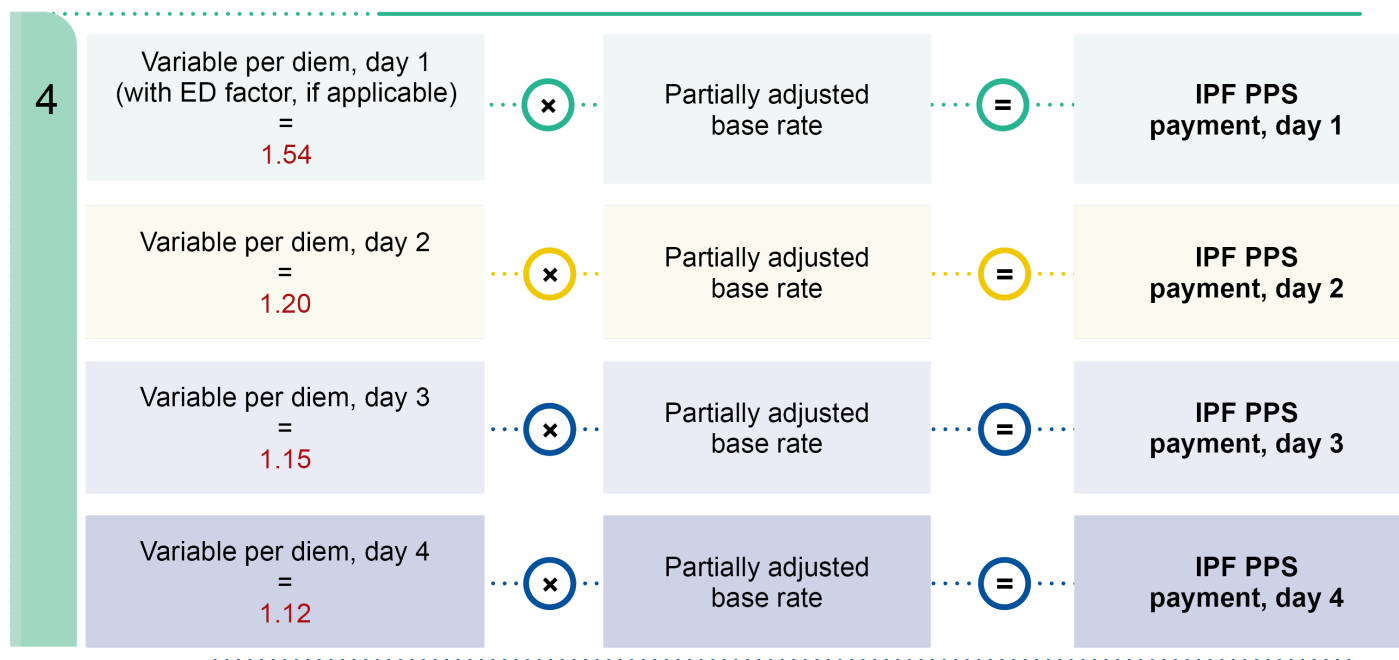 4
Variable per diem, day 1
(with ED factor, if applicable)
=
1.54
×
Partially adjusted
base rate
=
IPF PPS
payment, day 1
Variable per diem, day 2
=
1.20
×
Partially adjusted
base rate
=
IPF PPS
payment, day 2
Variable per diem, day 3
=
1.15
×
Partially adjusted
base rate
=
IPF PPS
payment, day 3
Variable per diem, day 4
=
1.12
×
Partially adjusted
base rate
=
IPF PPS
payment, day 4